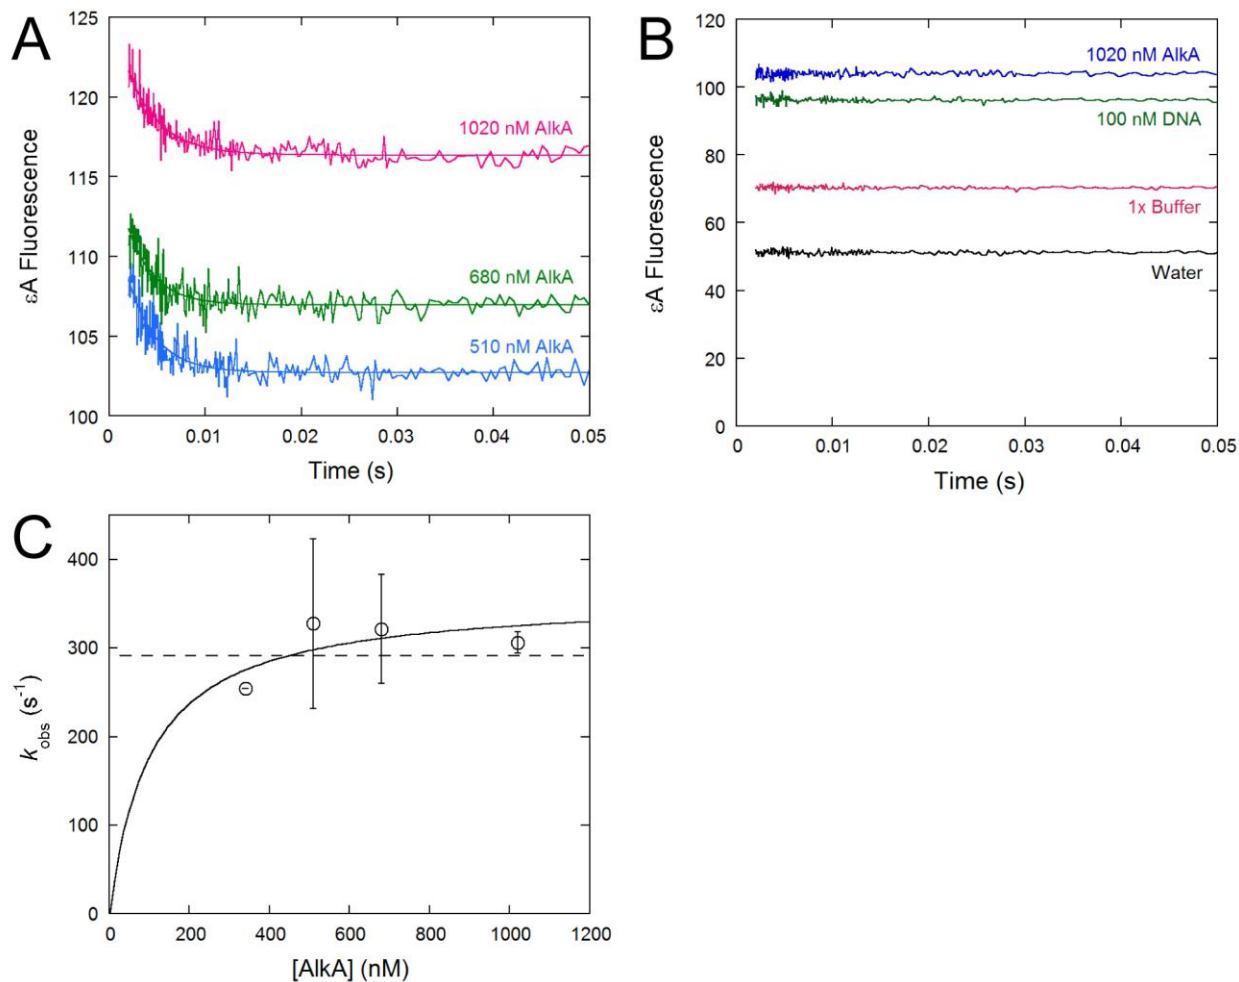 A
125
120
115
110
105
100
εA Fluorescence
1020 nM AlkA
680 nM AlkA
510 nM AlkA
0
0.01
0.02
0.03
0.04
0.05
Time (s)
B
120
100
80
60
40
20
0
εA Fluorescence
1020 nM AlkA
100 nM DNA
1x Buffer
Water
0
0.01
0.02
0.03
0.04
0.05
Time (s)
C
400
300
200
100
0
kobs (s-1)
0
200
400
600
800
1000
1200
[AlkA] (nM)